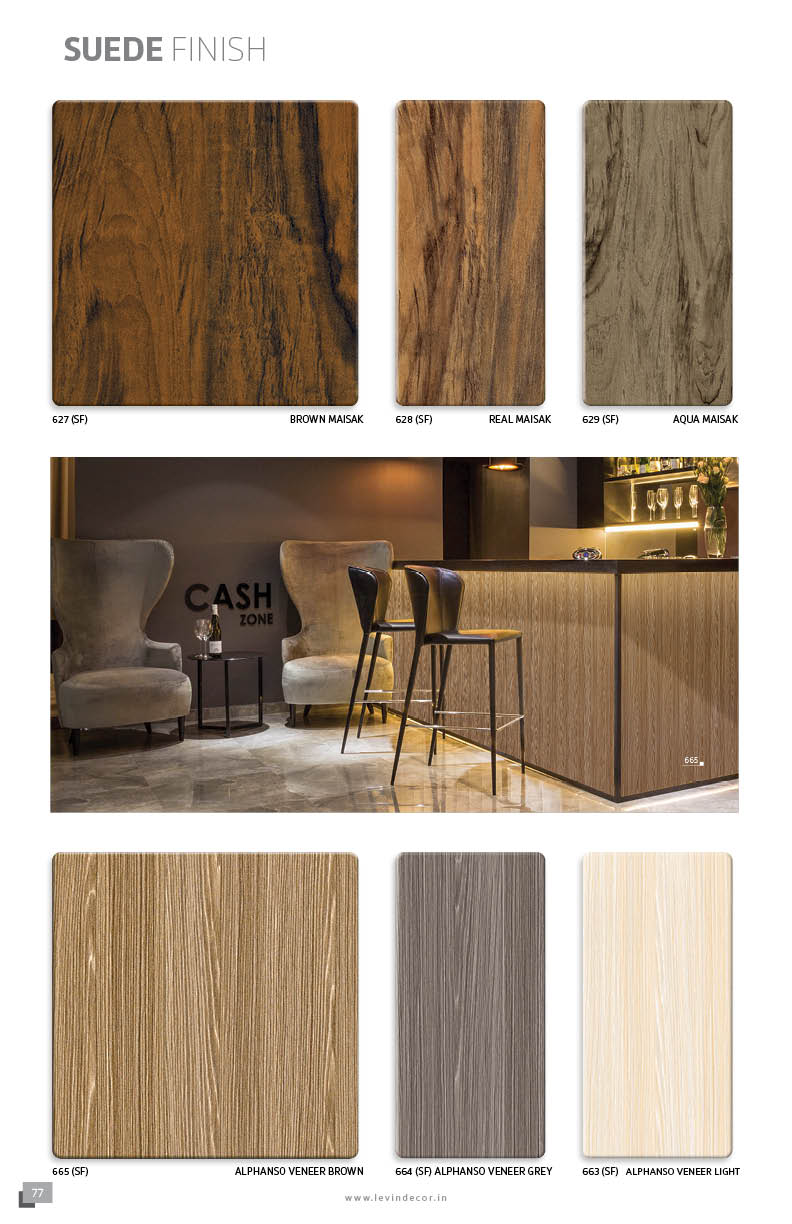 SUEDE FINISH
627 (SF) BROWN MAISAK
628 (SF) REAL MAISAK
629 (SF) AQUA MAISAK
CASH
ZONE
665
665 (SF) ALPHANSO VENEER BROWN
664 (SF) ALPHANSO VENEER GREY
663 (SF) ALPHANSO VENEER LIGHT
77
www.levindecor.in